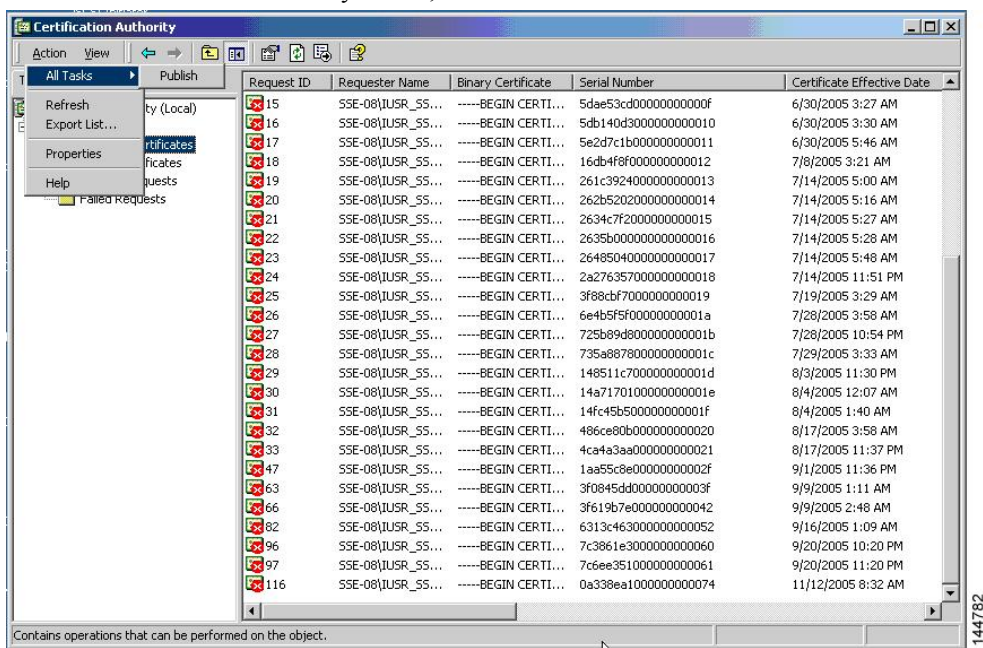 Certification Authority
Action View
All Tasks Publish
Refresh
Export List...
Properties
Help
ty (Local)
rtificates
ficates
quests
Failed Requests
Request ID Requester Name Binary Certificate Serial Number Certificate Effective Date
15 SSE-08\IUSR_SS... -----BEGIN CERTI... 5dae53cd00000000000f 6/30/2005 3:27 AM
16 SSE-08\IUSR_SS... -----BEGIN CERTI... 5db140d3000000000010 6/30/2005 3:30 AM
17 SSE-08\IUSR_SS... -----BEGIN CERTI... 5e2d7c1b000000000011 6/30/2005 5:46 AM
18 SSE-08\IUSR_SS... -----BEGIN CERTI... 16db4f8f000000000012 7/8/2005 3:21 AM
19 SSE-08\IUSR_SS... -----BEGIN CERTI... 261c3924000000000013 7/14/2005 5:00 AM
20 SSE-08\IUSR_SS... -----BEGIN CERTI... 262b5202000000000014 7/14/2005 5:16 AM
21 SSE-08\IUSR_SS... -----BEGIN CERTI... 2634c7f2000000000015 7/14/2005 5:27 AM
22 SSE-08\IUSR_SS... -----BEGIN CERTI... 2635b000000000000016 7/14/2005 5:28 AM
23 SSE-08\IUSR_SS... -----BEGIN CERTI... 26485040000000000017 7/14/2005 5:48 AM
24 SSE-08\IUSR_SS... -----BEGIN CERTI... 2a276357000000000018 7/14/2005 11:51 PM
25 SSE-08\IUSR_SS... -----BEGIN CERTI... 3f88cbf7000000000019 7/19/2005 3:29 AM
26 SSE-08\IUSR_SS... -----BEGIN CERTI... 6e4b5f5f00000000001a 7/28/2005 3:58 AM
27 SSE-08\IUSR_SS... -----BEGIN CERTI... 725b89d800000000001b 7/28/2005 10:54 PM
28 SSE-08\IUSR_SS... -----BEGIN CERTI... 735a887800000000001c 7/29/2005 3:33 AM
29 SSE-08\IUSR_SS... -----BEGIN CERTI... 148511c700000000001d 8/3/2005 11:30 PM
30 SSE-08\IUSR_SS... -----BEGIN CERTI... 14a7170100000000001e 8/4/2005 12:07 AM
31 SSE-08\IUSR_SS... -----BEGIN CERTI... 14fc45b500000000001f 8/4/2005 1:40 AM
32 SSE-08\IUSR_SS... -----BEGIN CERTI... 486ce80b000000000020 8/17/2005 3:58 AM
33 SSE-08\IUSR_SS... -----BEGIN CERTI... 4ca4a3aa000000000021 8/17/2005 11:37 PM
47 SSE-08\IUSR_SS... -----BEGIN CERTI... 1aa55c8e00000000002f 9/1/2005 11:36 PM
63 SSE-08\IUSR_SS... -----BEGIN CERTI... 3f0845dd00000000003f 9/9/2005 1:11 AM
66 SSE-08\IUSR_SS... -----BEGIN CERTI... 3f619b7e000000000042 9/9/2005 2:48 AM
82 SSE-08\IUSR_SS... -----BEGIN CERTI... 6313c463000000000052 9/16/2005 1:09 AM
96 SSE-08\IUSR_SS... -----BEGIN CERTI... 7c3861e3000000000060 9/20/2005 10:20 PM
97 SSE-08\IUSR_SS... -----BEGIN CERTI... 7c6ee351000000000061 9/20/2005 11:20 PM
116 SSE-08\IUSR_SS... -----BEGIN CERTI... 0a338ea1000000000074 11/12/2005 8:32 AM
Contains operations that can be performed on the object.
144782